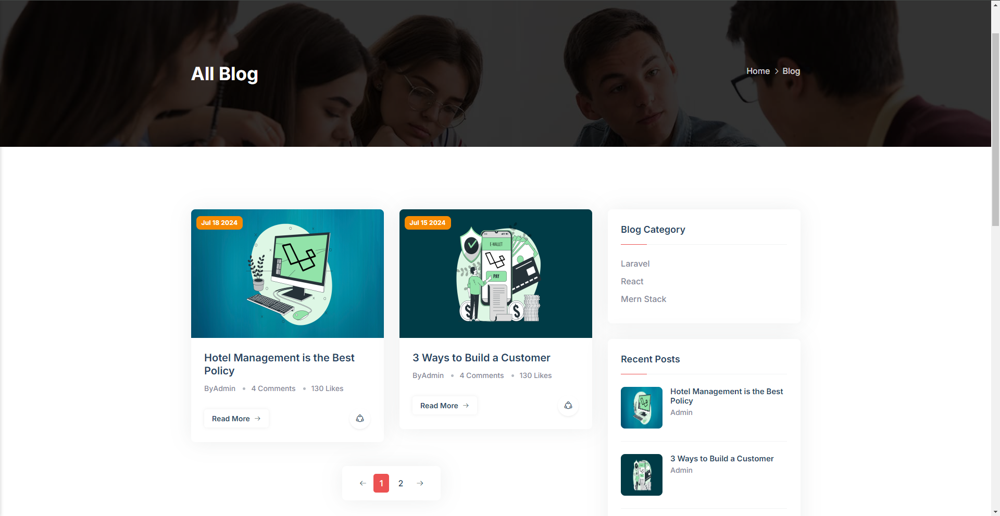 All Blog
Home > Blog
Jul 18 2024
Hotel Management is the Best
Policy
ByAdmin • 4 Comments • 130 Likes
Read More →
Jul 15 2024
E-WALLET
PAY
$ $
3 Ways to Build a Customer
ByAdmin • 4 Comments • 130 Likes
Read More →
← 1 2 →
Blog Category
Laravel
React
Mern Stack
Recent Posts
Hotel Management is the Best
Policy
Admin
3 Ways to Build a Customer
Admin